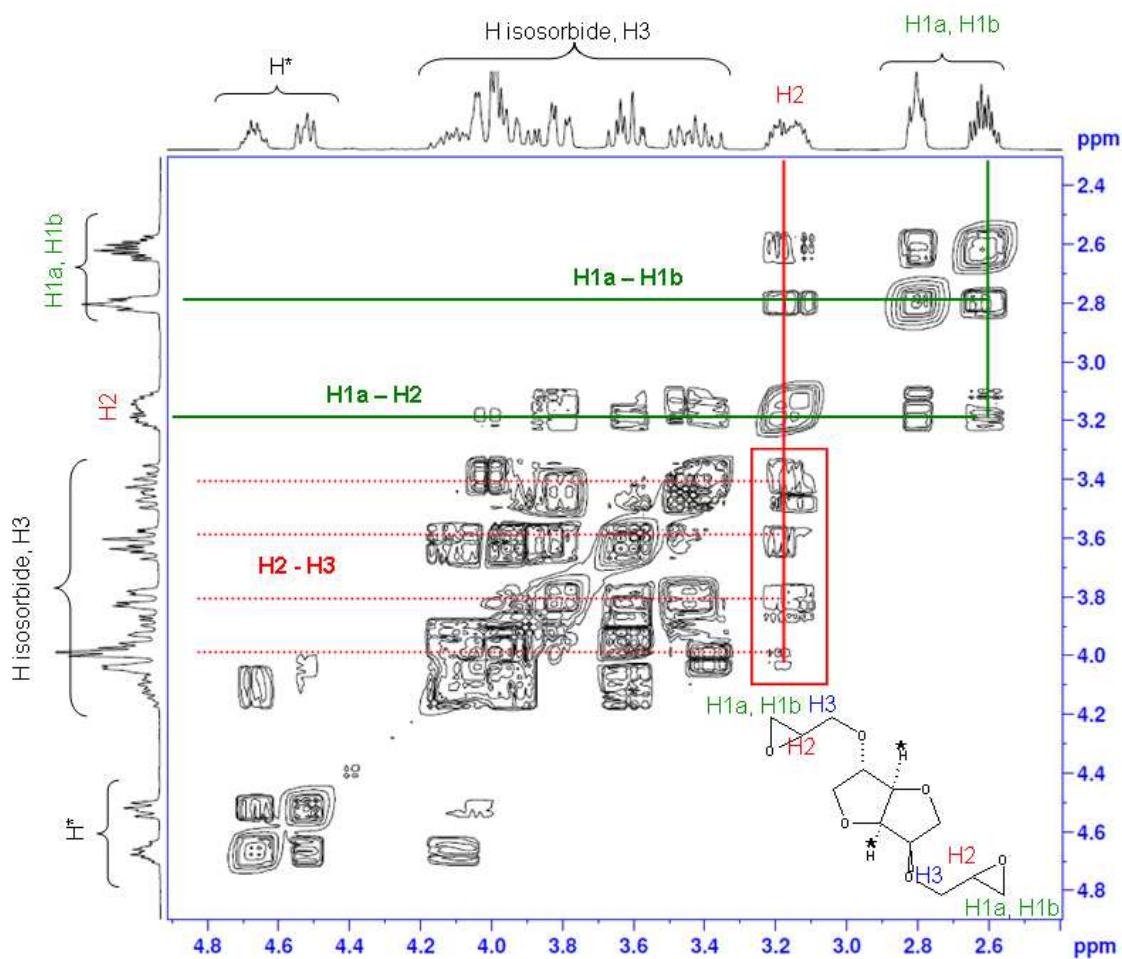 H isosorbide, H3
H1a, H1b
H*
H2
ppm
H1a, H1b
H2
H isosorbide, H3
H*
H1a – H1b
H1a – H2
H2 - H3
2.4
2.6
2.8
3.0
3.2
3.4
3.6
3.8
4.0
4.2
4.4
4.6
4.8
H1a, H1b H3
O H2 O * H
O
O
* H
H2
O H3 O
H1a, H1b
4.8 4.6 4.4 4.2 4.0 3.8 3.6 3.4 3.2 3.0 2.8 2.6 ppm